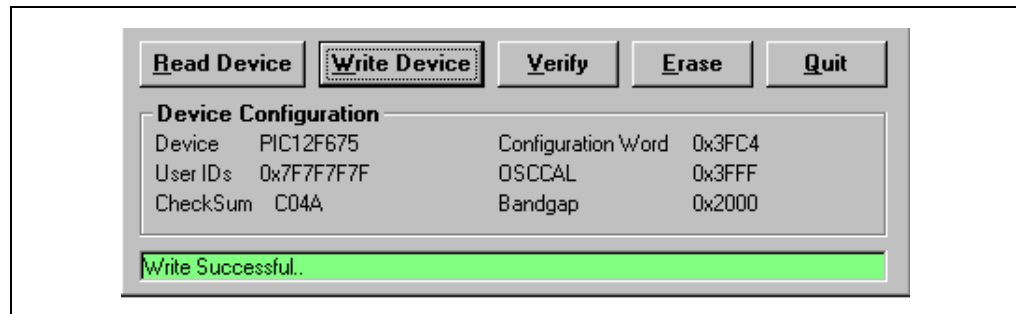 Read Device Write Device Verify Erase Quit
Device Configuration
Device PIC12F675 Configuration Word 0x3FC4
User IDs 0x7F7F7F7F OSCCAL 0x3FFF
CheckSum C04A Bandgap 0x2000
Write Successful..